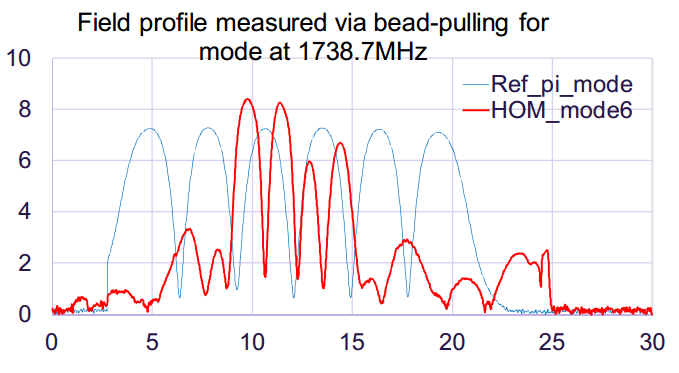 Field profile measured via bead-pulling for
mode at 1738.7MHz
10
8
6
4
2
0
Ref_pi_mode
HOM_mode6
0 5 10 15 20 25 30